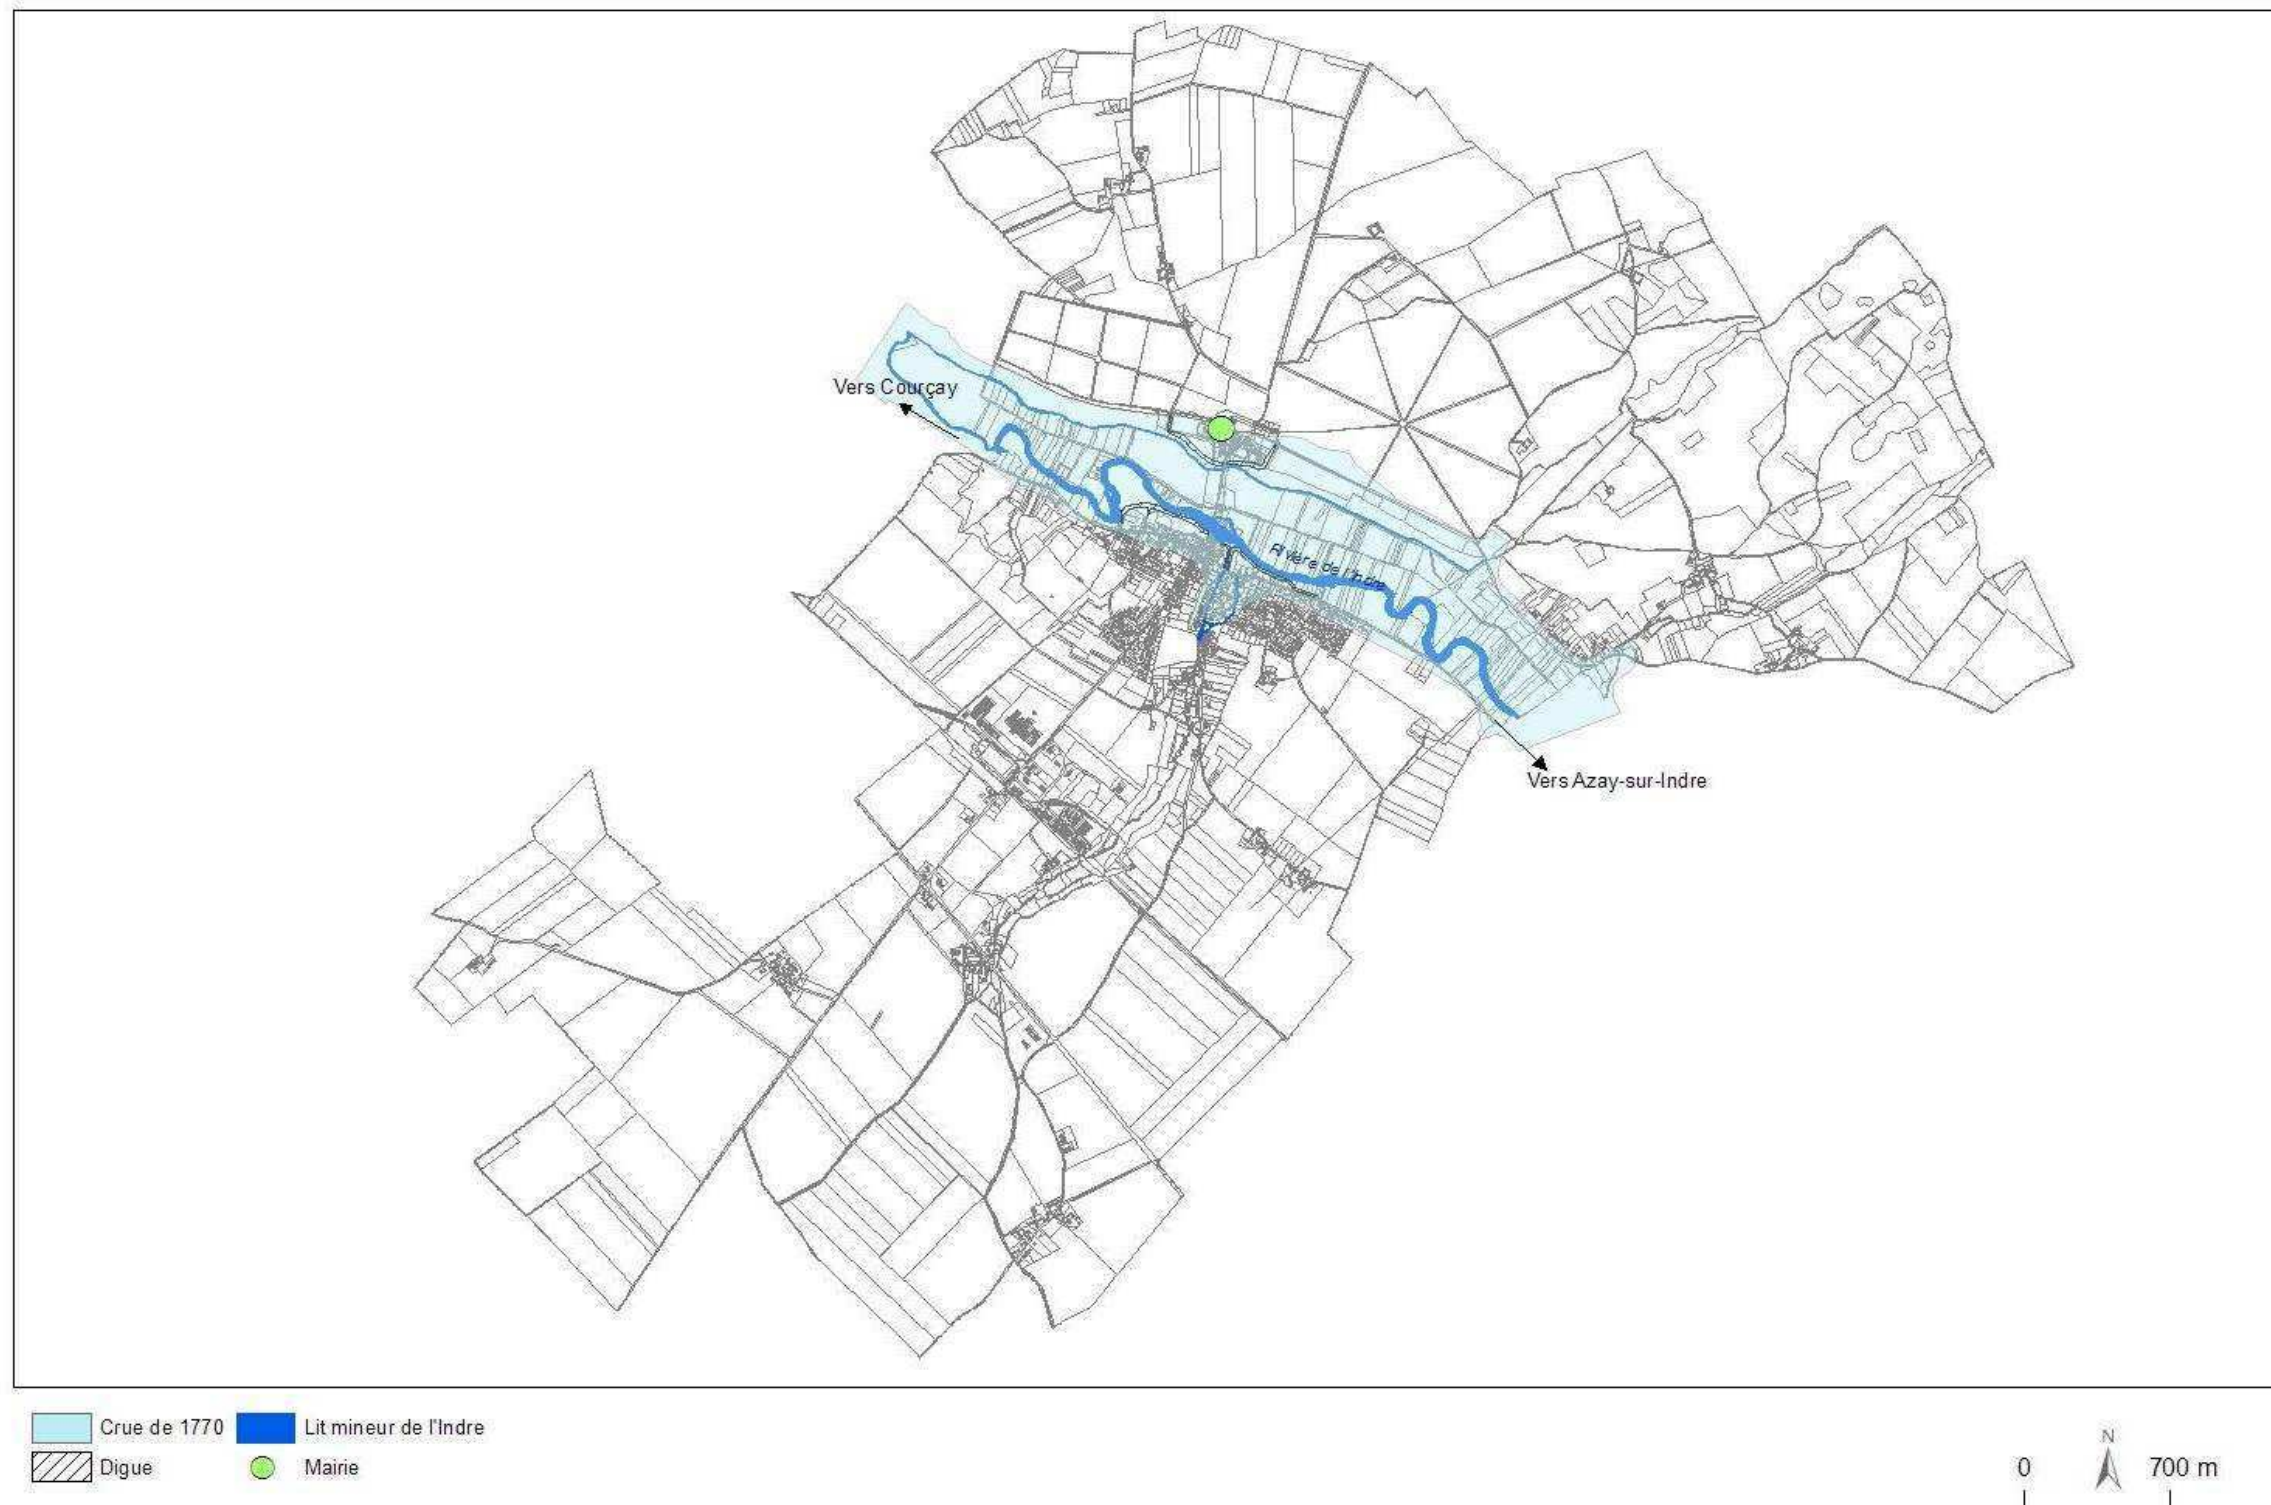 Vers Courçay
Rivière de l'Indre
Vers Azay-sur-Indre
Crue de 1770
Lit mineur de l'Indre
Digue
Mairie
N
0
700 m